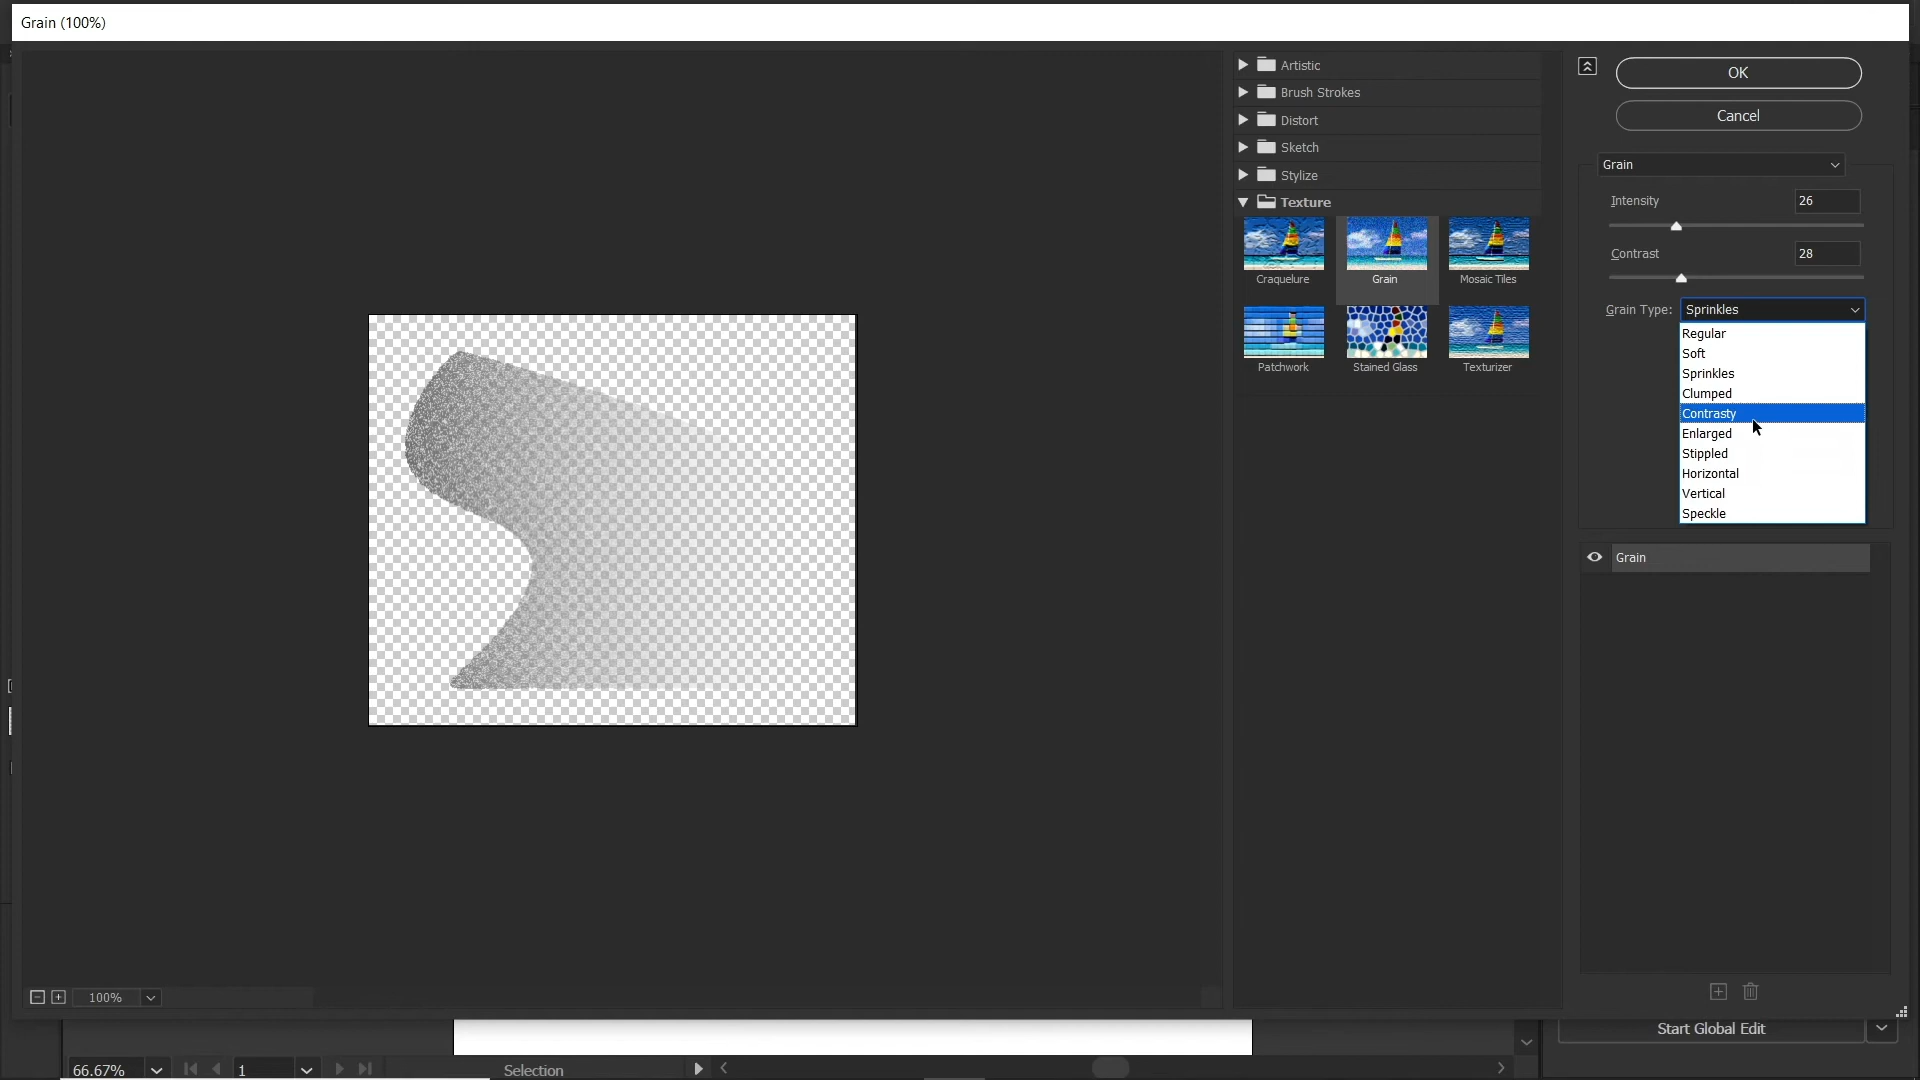 Grain (100%)
Artistic
Brush Strokes
Distort
Sketch
Stylize
Texture
Craquelure
Grain
Mosaic Tiles
Patchwork
Stained Glass
Texturizer
OK
Cancel
Grain
Intensity
26
Contrast
28
Grain Type:
Sprinkles
Regular
Soft
Sprinkles
Clumped
Contrasty
Enlarged
Stippled
Horizontal
Vertical
Speckle
Grain
100%
Start Global Edit
66.67%
1
Selection